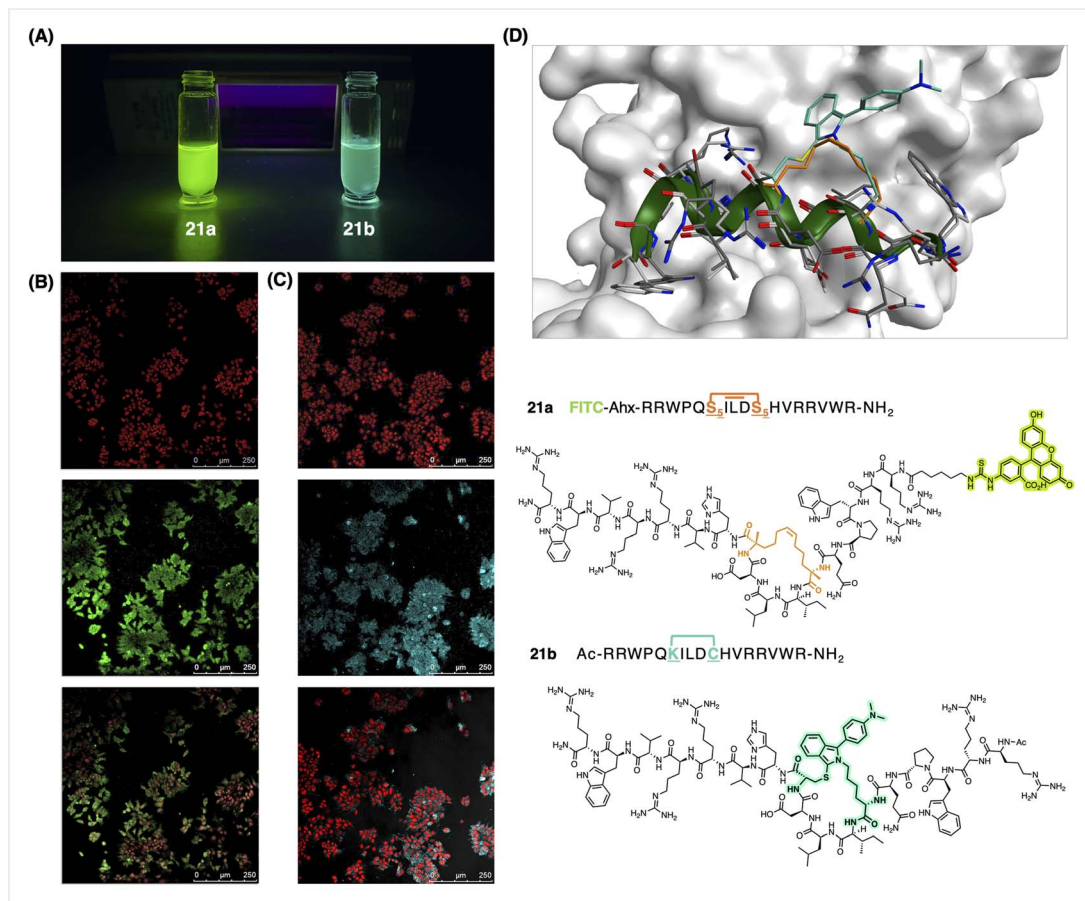 (A)
21a
21b
(B)
(C)
0 µm 250
0 µm 250
0 µm 250
0 µm 250
0 µm 250
0 µm 250
(D)
21a FITC-Ahx-RRWPQS5ILDS5HVRRVWR-NH2
21b Ac-RRWPQKILDCHVRRVWR-NH2